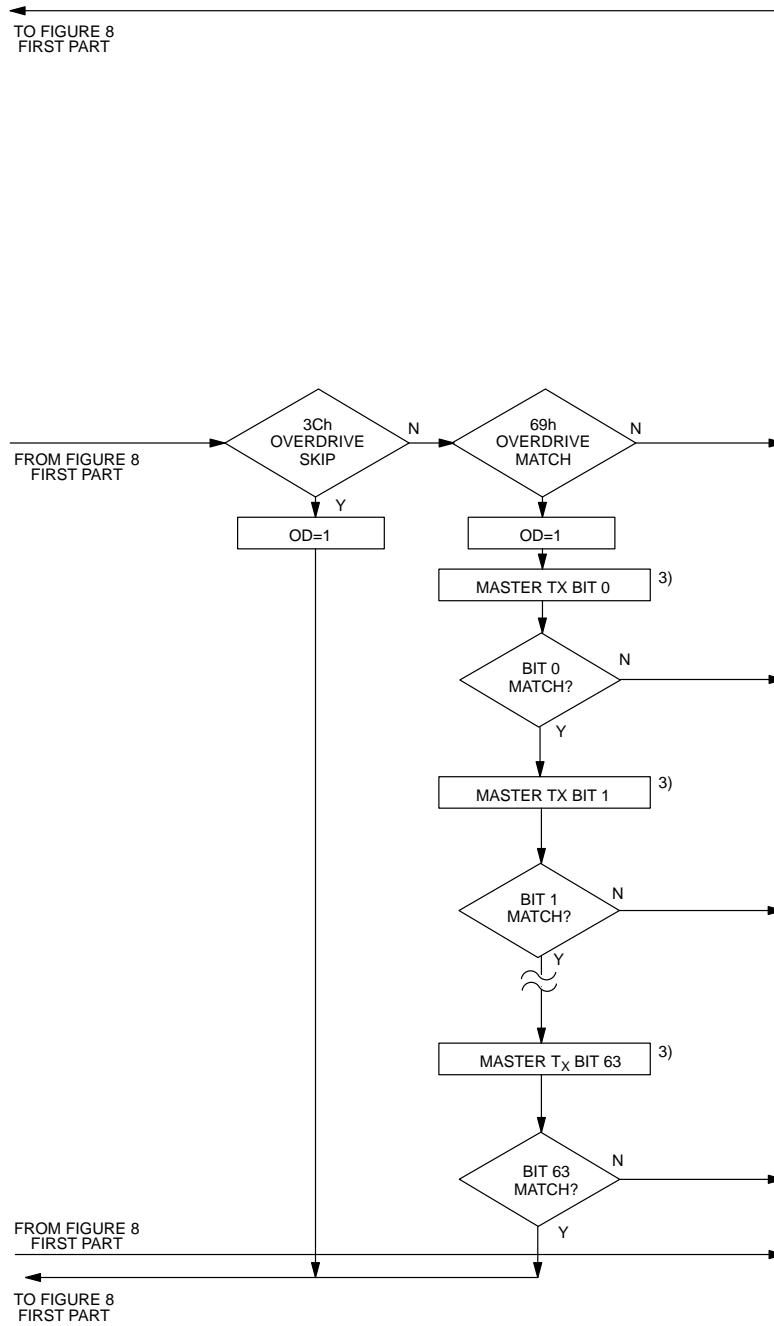 TO FIGURE 8
FIRST PART
3Ch
OVERDRIVE
SKIP
N
69h
OVERDRIVE
MATCH
N
FROM FIGURE 8
FIRST PART
Y
OD=1
OD=1
MASTER TX BIT 0
3)
BIT 0
MATCH?
N
Y
MASTER TX BIT 1
3)
BIT 1
MATCH?
N
Y
MASTER TX BIT 63
3)
BIT 63
MATCH?
N
Y
FROM FIGURE 8
FIRST PART
TO FIGURE 8
FIRST PART